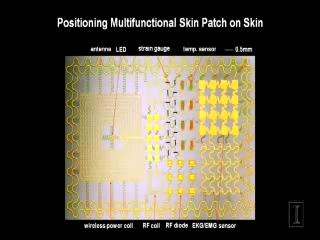 Positioning Multifunctional Skin Patch on Skin
antenna LED strain gauge temp. sensor 0.5mm
wireless power coil RF coil RF diode EKG/EMG sensor